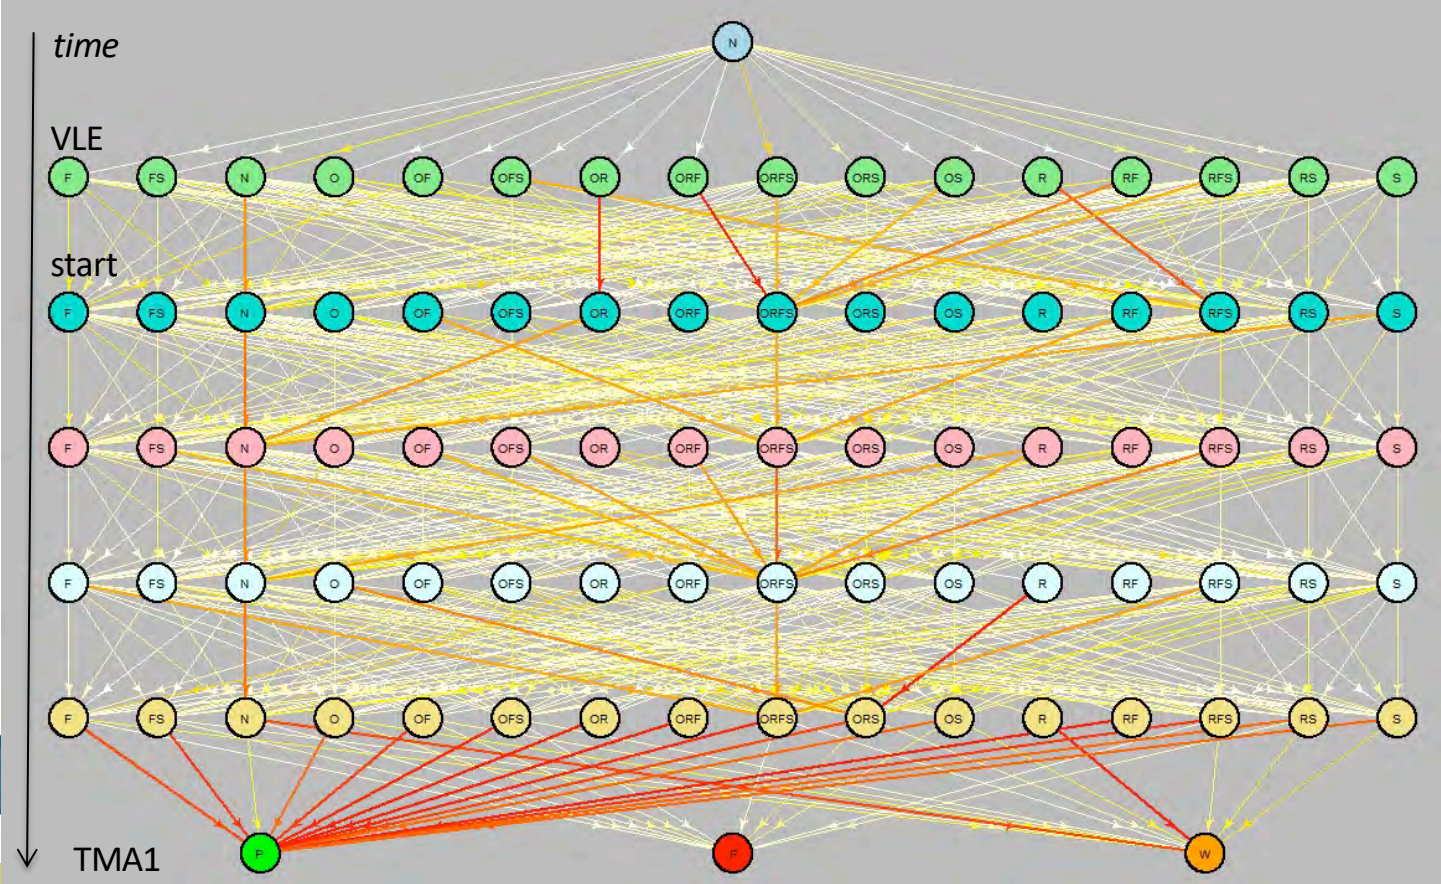 time
N
VLE
F FS N O OF OFS OR ORF ORFS ORS OS R RF RFS RS S
start
F FS N O OF OFS OR ORF ORFS ORS OS R RF RFS RS S
F FS N O OF OFS OR ORF ORFS ORS OS R RF RFS RS S
F FS N O OF OFS OR ORF ORFS ORS OS R RF RFS RS S
F FS N O OF OFS OR ORF ORFS ORS OS R RF RFS RS S
TMA1 P F W